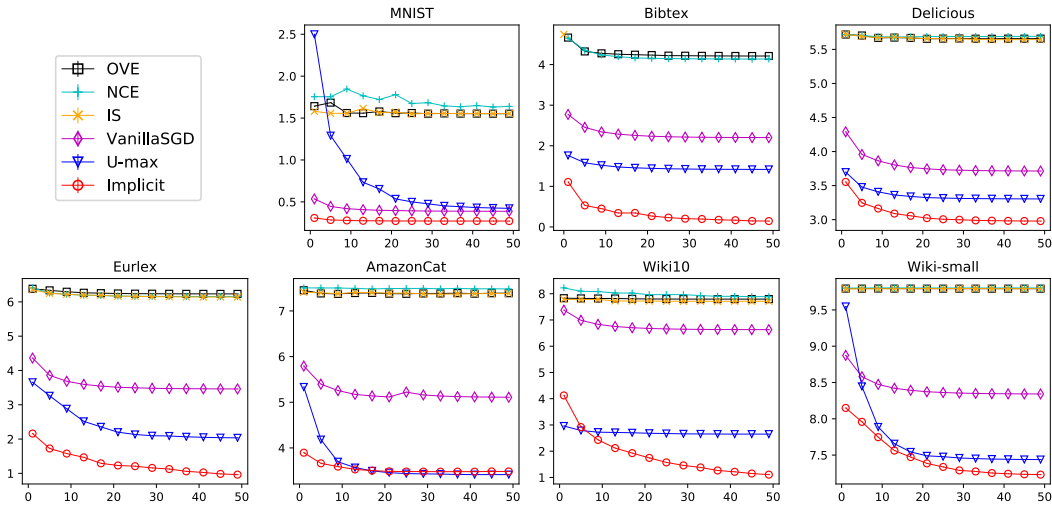 OVE
NCE
IS
VanillaSGD
U-max
Implicit
MNIST
2.5
2.0
1.5
1.0
0.5
0 10 20 30 40 50
Bibtex
4
3
2
1
0
0 10 20 30 40 50
Delicious
5.5
5.0
4.5
4.0
3.5
3.0
0 10 20 30 40 50
Eurlex
6
5
4
3
2
1
0 10 20 30 40 50
AmazonCat
7
6
5
4
0 10 20 30 40 50
Wiki10
8
7
6
5
4
3
2
1
0 10 20 30 40 50
Wiki-small
9.5
9.0
8.5
8.0
7.5
0 10 20 30 40 50